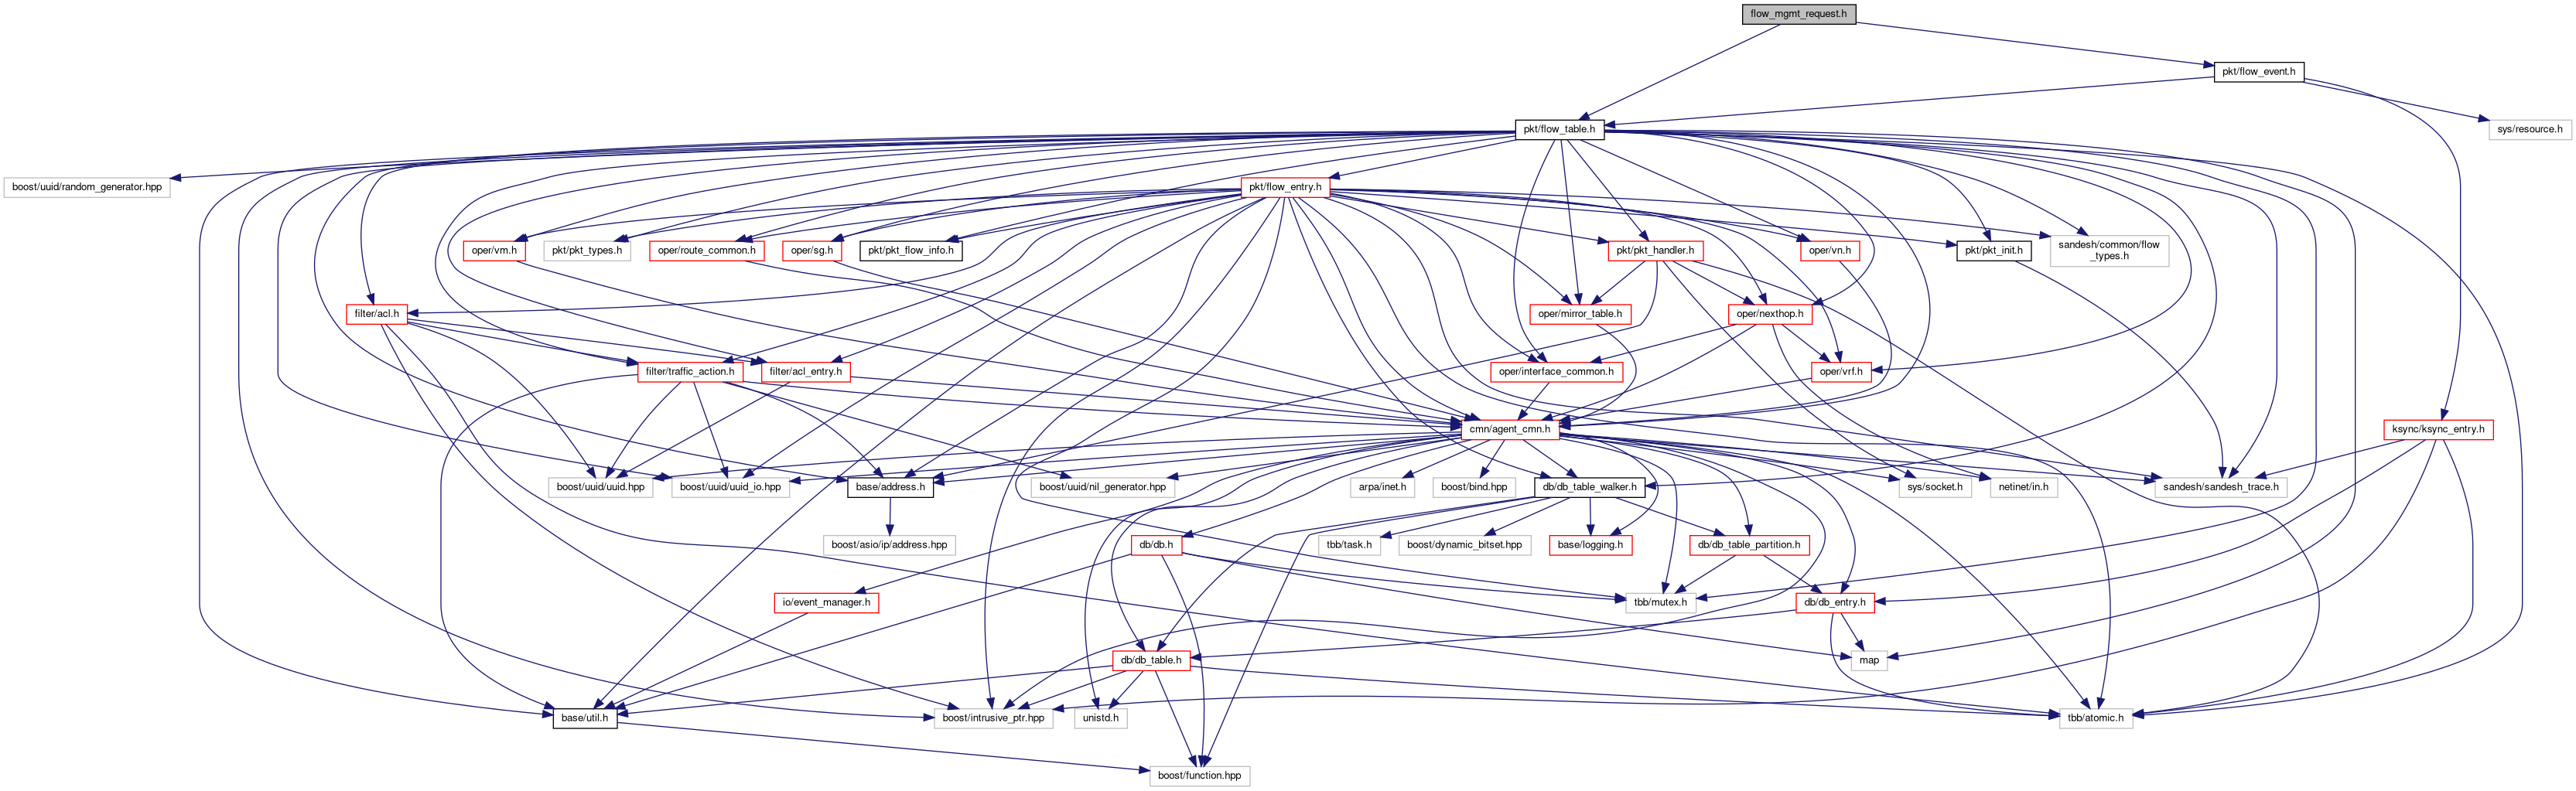 flow_mgmt_request.h
pkt/flow_event.h
pkt/flow_table.h
sys/resource.h
boost/uuid/random_generator.hpp
pkt/flow_entry.h
oper/vm.h
pkt/pkt_types.h
oper/route_common.h
oper/sg.h
pkt/pkt_flow_info.h
pkt/pkt_handler.h
oper/vn.h
pkt/pkt_init.h
sandesh/common/flow
_types.h
filter/acl.h
oper/mirror_table.h
oper/nexthop.h
filter/traffic_action.h
filter/acl_entry.h
oper/interface_common.h
oper/vrf.h
cmn/agent_cmn.h
ksync/ksync_entry.h
boost/uuid/uuid.hpp
boost/uuid/uuid_io.hpp
base/address.h
boost/uuid/nil_generator.hpp
arpa/inet.h
boost/bind.hpp
db/db_table_walker.h
sys/socket.h
netinet/in.h
sandesh/sandesh_trace.h
boost/asio/ip/address.hpp
db/db.h
tbb/task.h
boost/dynamic_bitset.hpp
base/logging.h
db/db_table_partition.h
io/event_manager.h
tbb/mutex.h
db/db_entry.h
db/db_table.h
map
base/util.h
boost/intrusive_ptr.hpp
unistd.h
tbb/atomic.h
boost/function.hpp